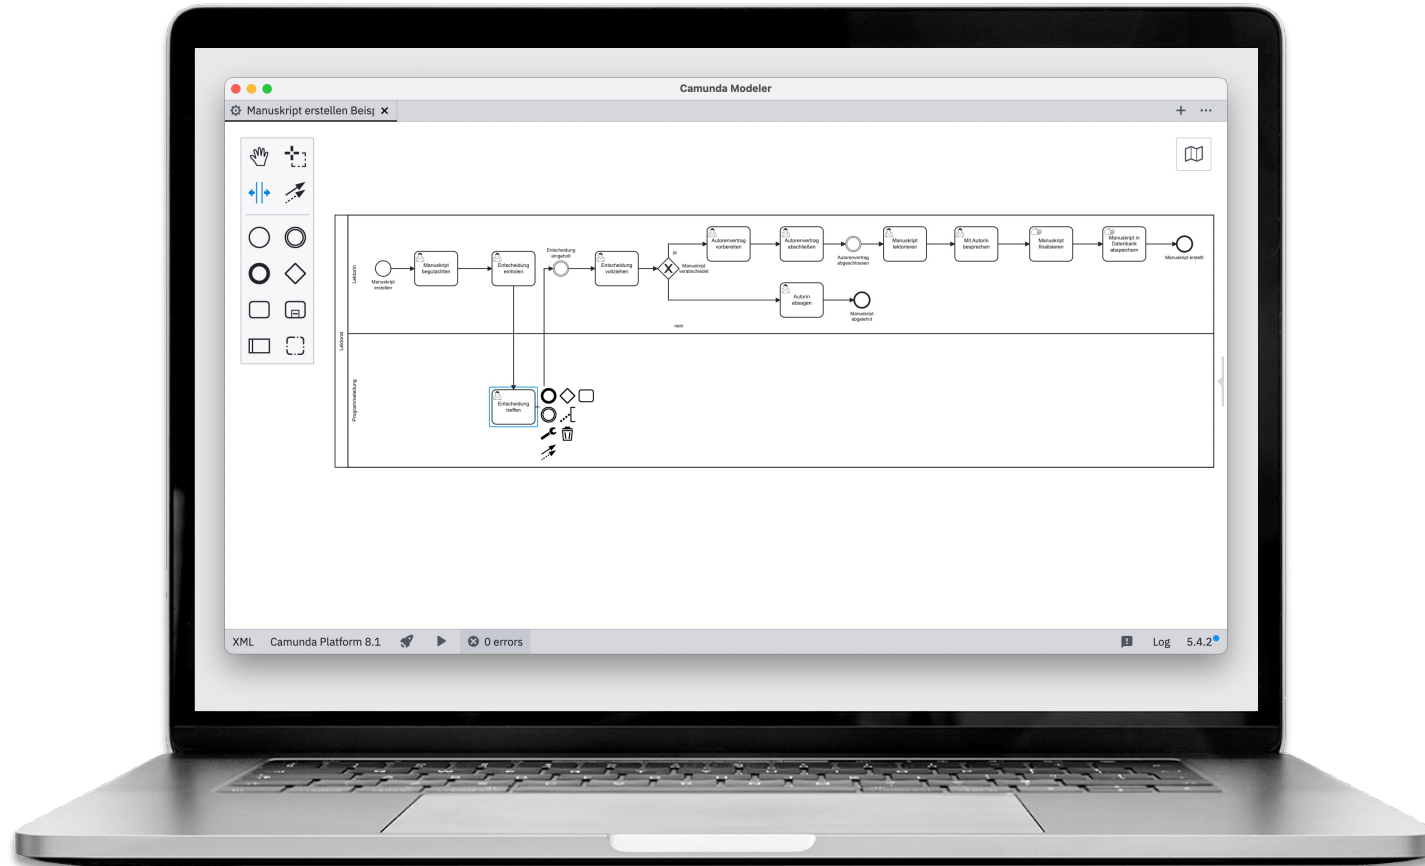 Camunda Modeler
Manuskript erstellen Beisp
Lektorat
Lektorin
Manuskript
erstellen
Manuskript
begutachten
Entscheidung
einholen
Entscheidung
eingeholt
Entscheidung
vollziehen
ja
Manuskript
verabschiedet
nein
Autorenvertrag
vorbereiten
Autorenvertrag
abschließen
Autorenvertrag
abgeschlossen
Manuskript
lektorieren
Mit Autorin
besprechen
Manuskript
finalisieren
Manuskript in
Datenbank
abspeichern
Manuskript erstellt
Autorin
absagen
Manuskript
abgelehnt
Programmleitung
Entscheidung
treffen
XML
Camunda Platform 8.1
0 errors
Log
5.4.2